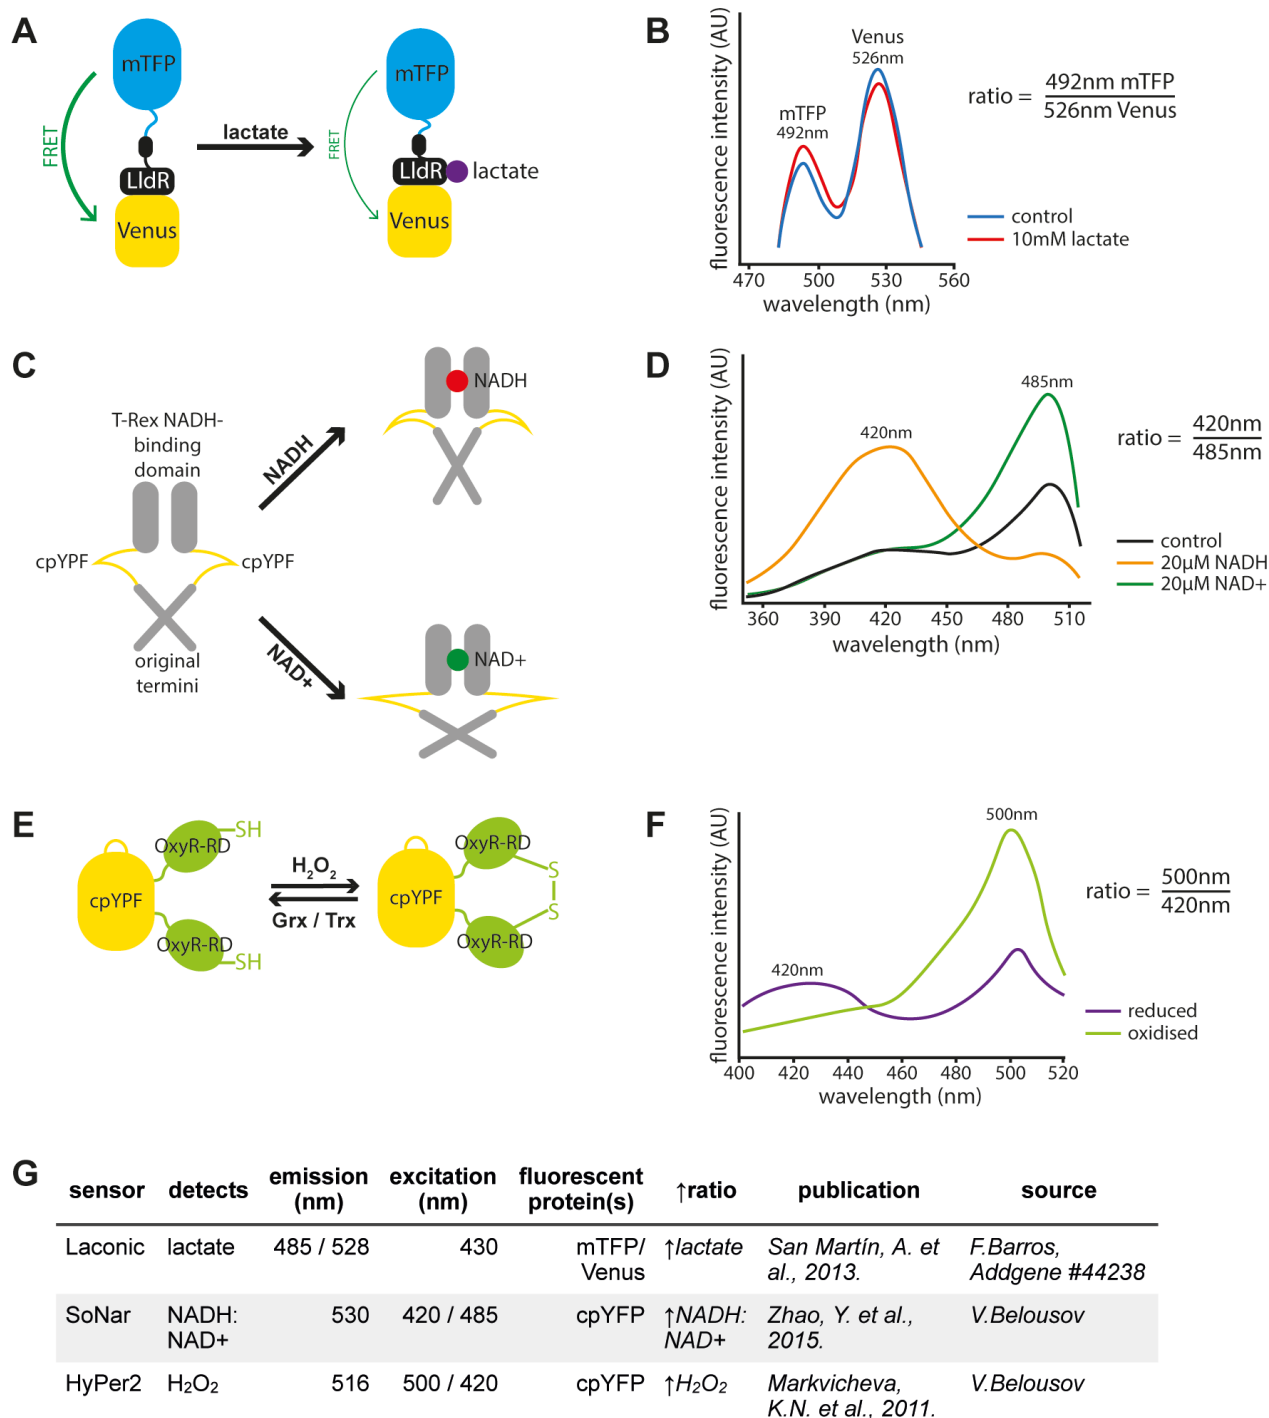 A
mTFP
FRET
LldR
Venus
lactate
mTFP
FRET
LldR
lactate
Venus
B
fluorescence intensity (AU)
Venus
526nm
mTFP
492nm
ratio = 492nm mTFP
526nm Venus
control
10mM lactate
470 500 530 560
wavelength (nm)
C
T-Rex NADH-
binding
domain
cpYPF
cpYPF
original
termini
NADH
NADH
NAD+
NAD+
D
fluorescence intensity (AU)
420nm
485nm
ratio = 420nm
485nm
control
20µM NADH
20µM NAD+
360 390 420 450 480 510
wavelength (nm)
E
cpYPF
OxyR-RD
SH
OxyR-RD
SH
H₂O₂
Grx / Trx
cpYPF
OxyR-RD
S
S
OxyR-RD
F
fluorescence intensity (AU)
420nm
500nm
ratio = 500nm
420nm
reduced
oxidised
400 420 440 460 480 500 520
wavelength (nm)
G
sensor detects emission (nm) excitation (nm) fluorescent protein(s) ↑ratio publication source
Laconic lactate 485 / 528 430 mTFP/ ↑lactate San Martín, A. et F.Barros,
Venus al., 2013. Addgene #44238
SoNar NADH: 530 420 / 485 cpYFP ↑NADH: Zhao, Y. et al., V.Belousov
NAD+ NAD+ 2015.
HyPer2 H₂O₂ 516 500 / 420 cpYFP ↑H₂O₂ Markvicheva, V.Belousov
K.N. et al., 2011.